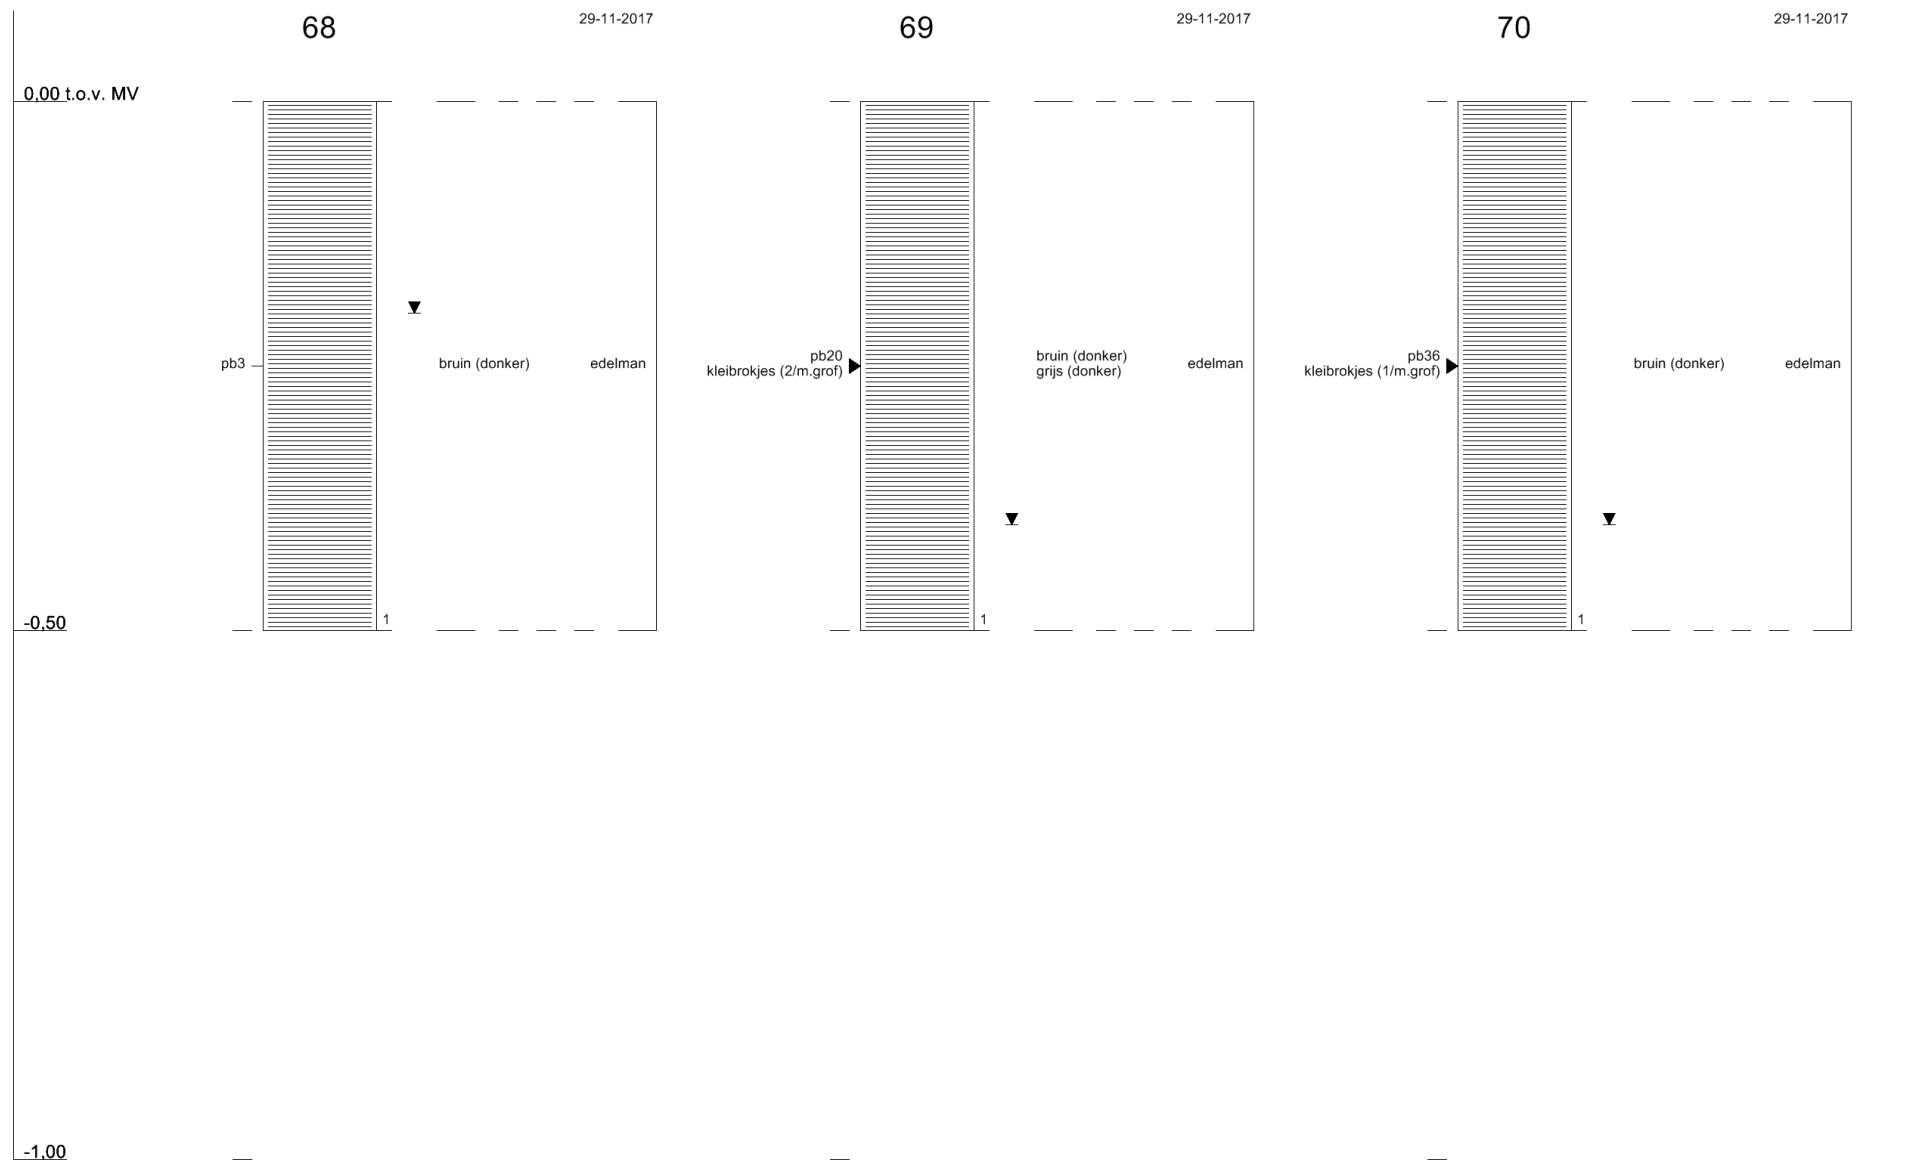 68
29-11-2017
69
29-11-2017
70
29-11-2017
0,00 t.o.v. MV
pb3
bruin (donker)
edelman
pb20
kleibrokjes (2/m.grof)
bruin (donker)
grijs (donker)
edelman
pb36
kleibrokjes (1/m.grof)
bruin (donker)
edelman
1
1
1
-0,50
-1,00